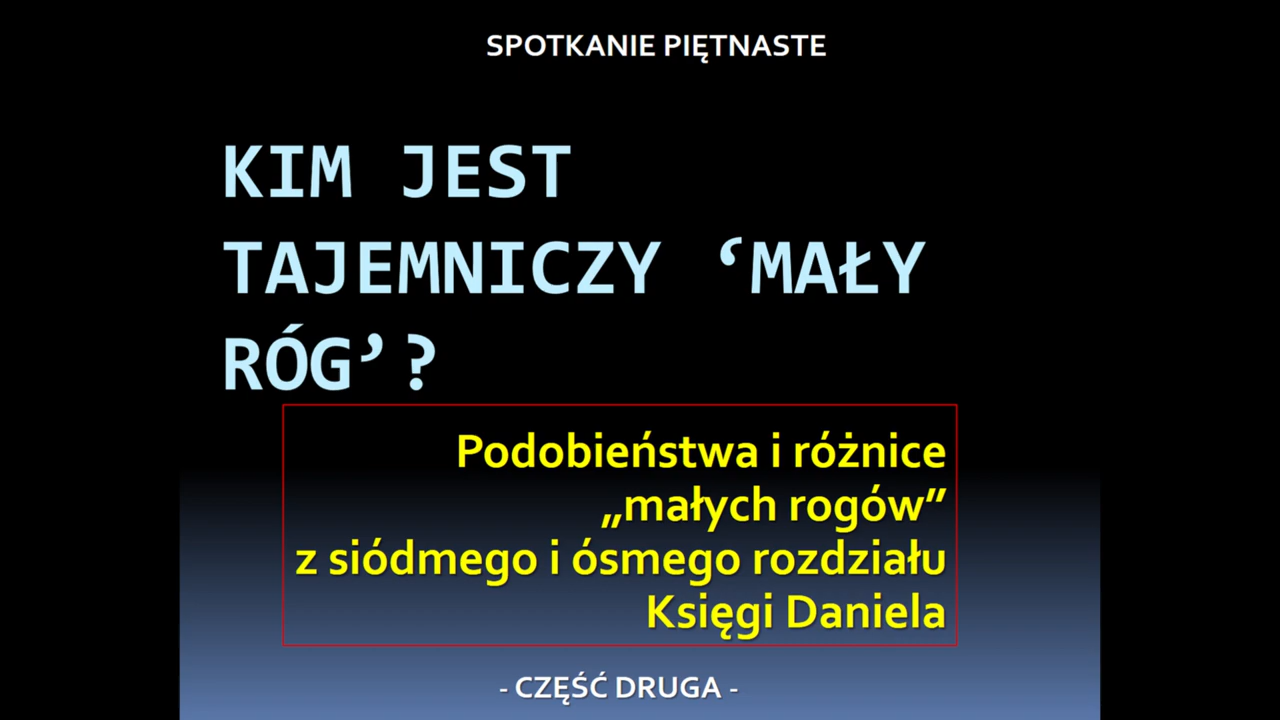 SPOTKANIE PIĘTNASTE
KIM JEST
TAJEMNICZY ‘MAŁY
RÓG’?
Podobieństwa i różnice
„małych rogów”
z siódmego i ósmego rozdziału
Księgi Daniela
- CZĘŚĆ DRUGA -